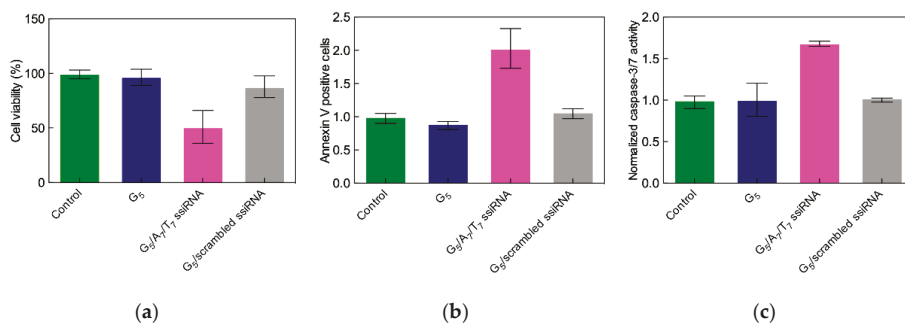 Cell viability (%)
150
100
50
0
Control
G₅
G₅/A₇/T₇ ssiRNA
G₅/scrambled ssiRNA
(a)
Annexin V positive cells
2.5
2.0
1.5
1.0
0.5
0.0
Control
G₅
G₅/A₇/T₇ ssiRNA
G₅/scrambled ssiRNA
(b)
Normalized caspase-3/7 activity
2.0
1.5
1.0
0.5
0.0
Control
G₅
G₅/A₇/T₇ ssiRNA
G₅/scrambled ssiRNA
(c)